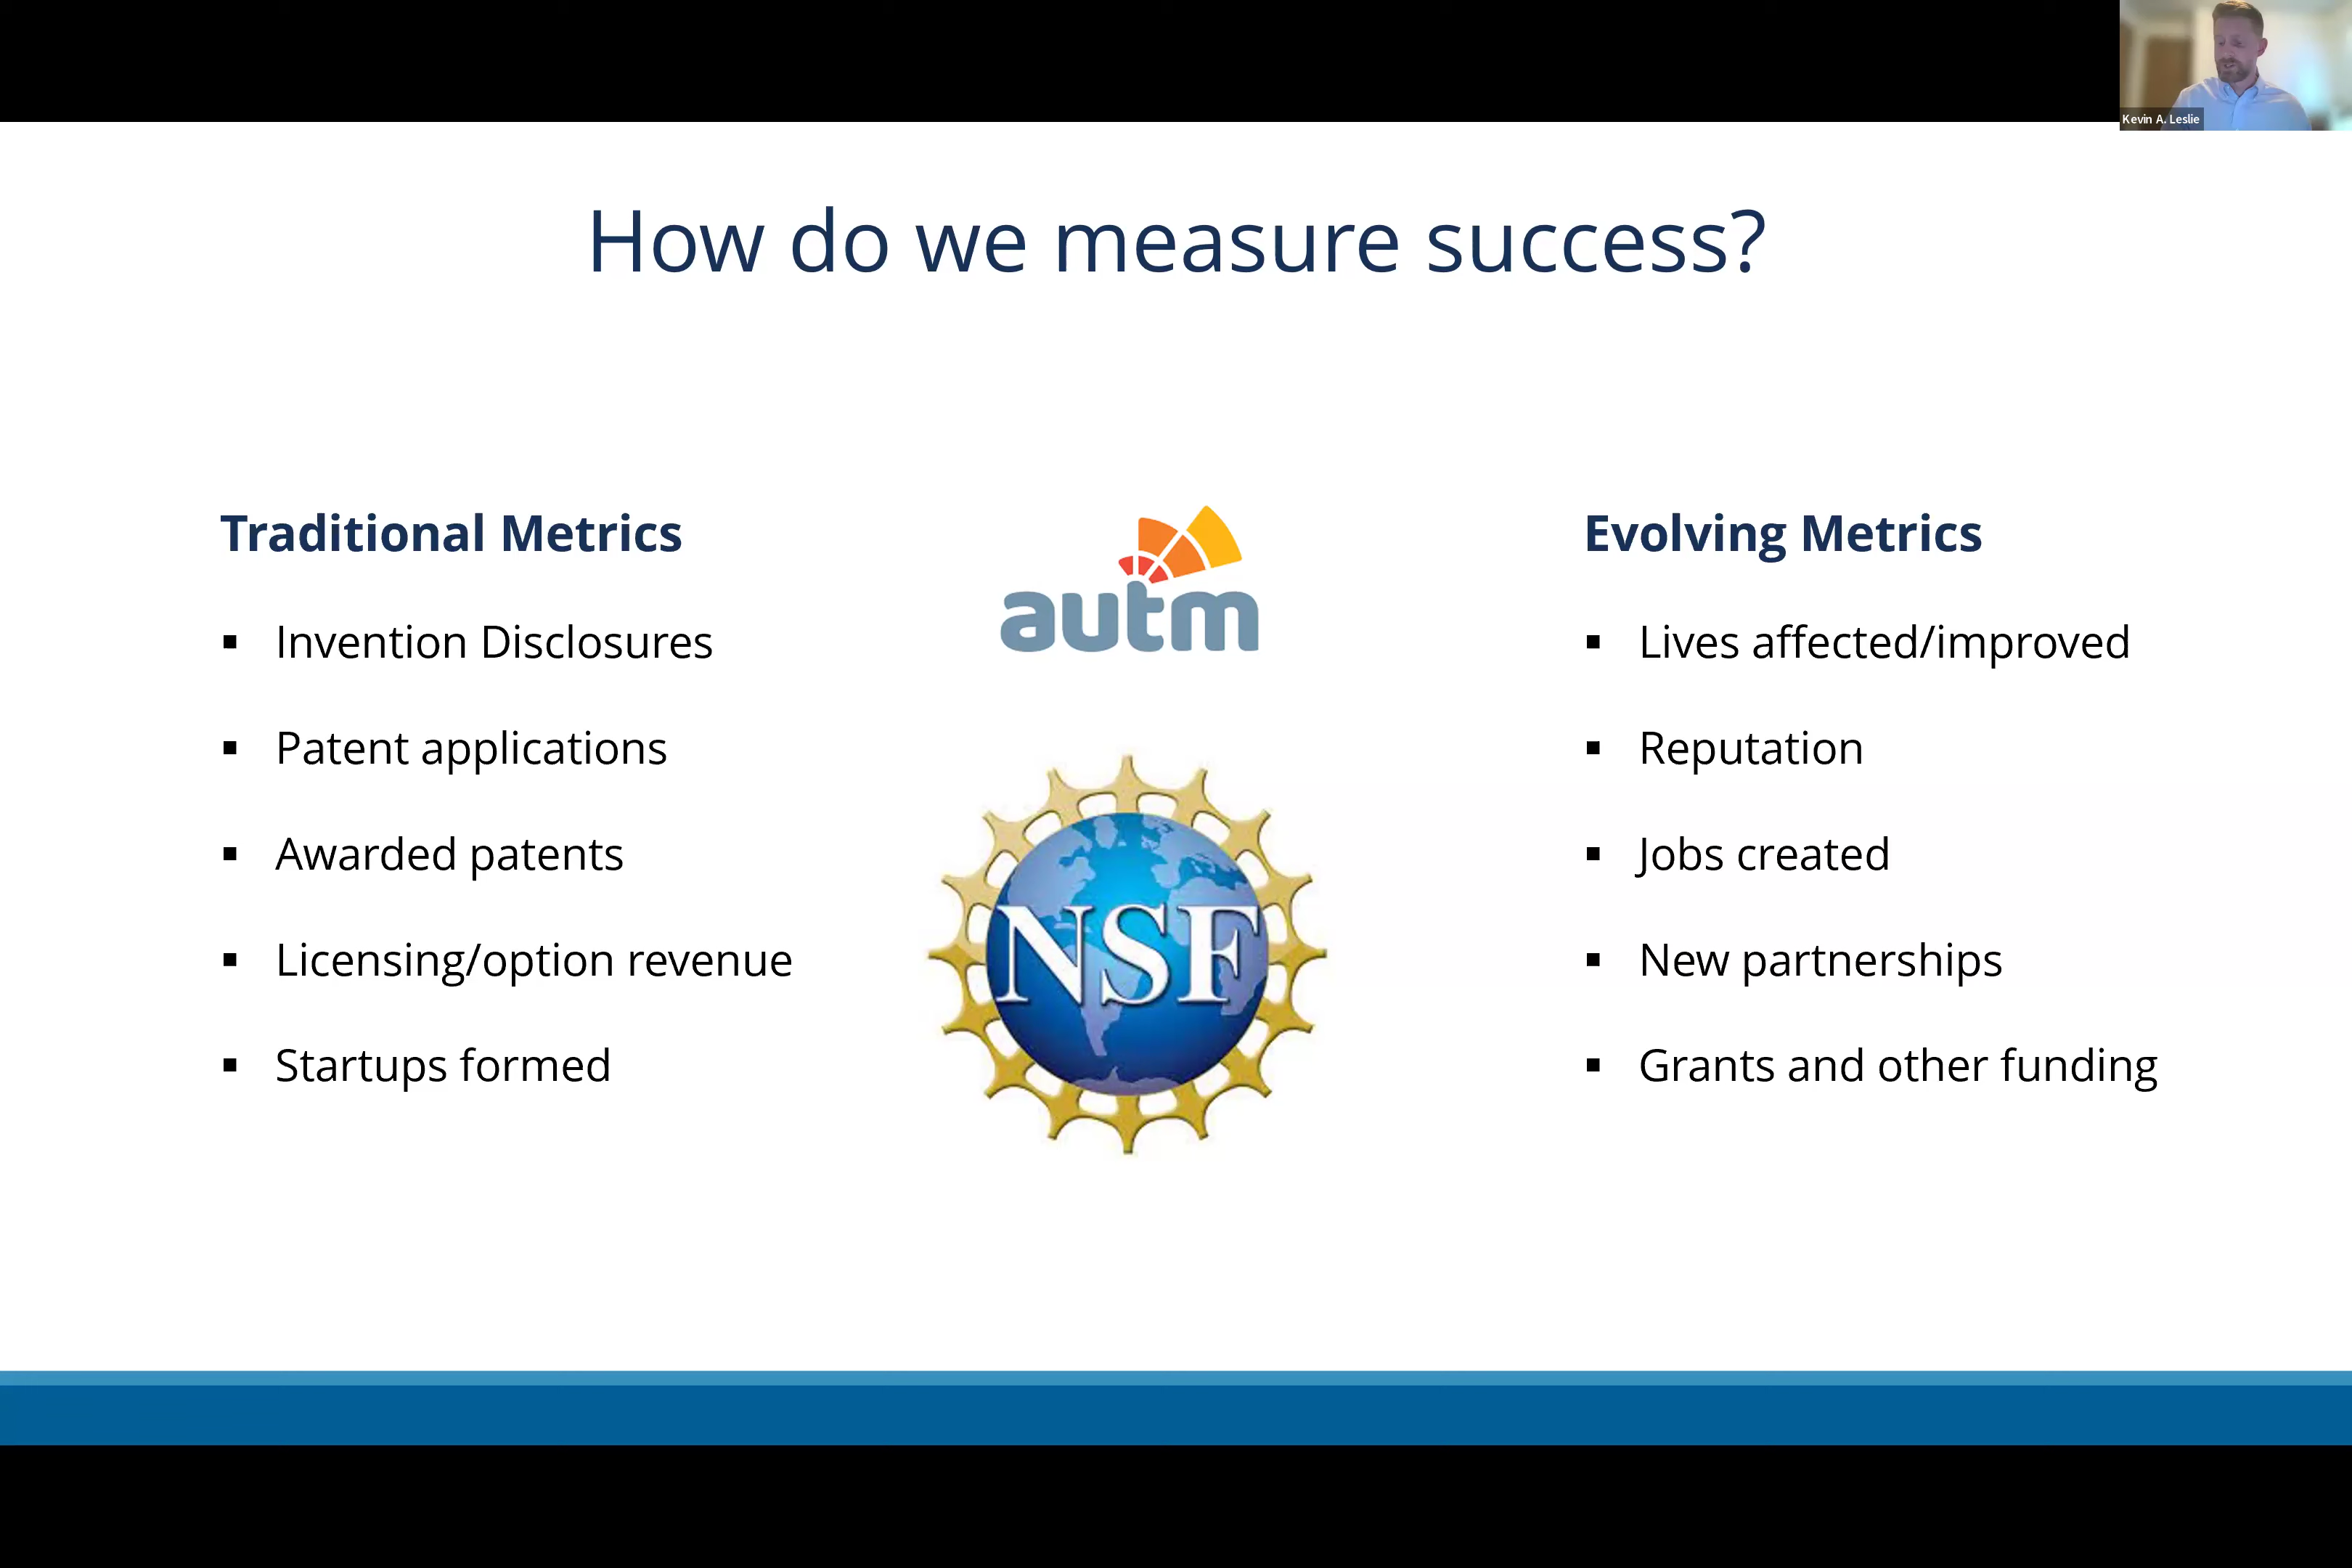 Kevin A. Leslie
How do we measure success?
Traditional Metrics
▪ Invention Disclosures
▪ Patent applications
▪ Awarded patents
▪ Licensing/option revenue
▪ Startups formed
autm
NSF
Evolving Metrics
▪ Lives affected/improved
▪ Reputation
▪ Jobs created
▪ New partnerships
▪ Grants and other funding